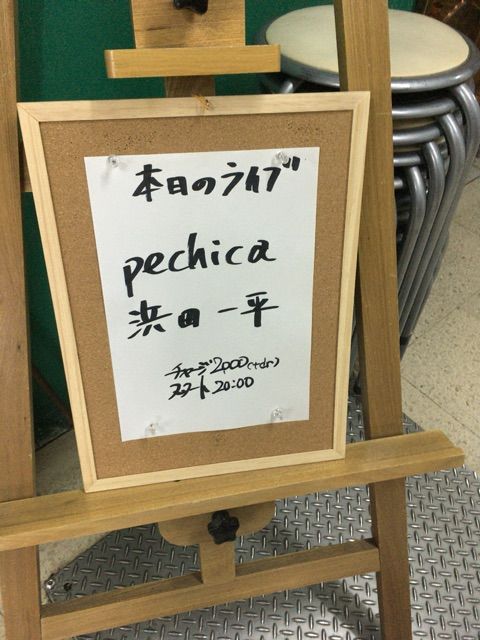 本日のライブ
pechica
浜田 一平
チャージ2000(+dr)
スタート20:00